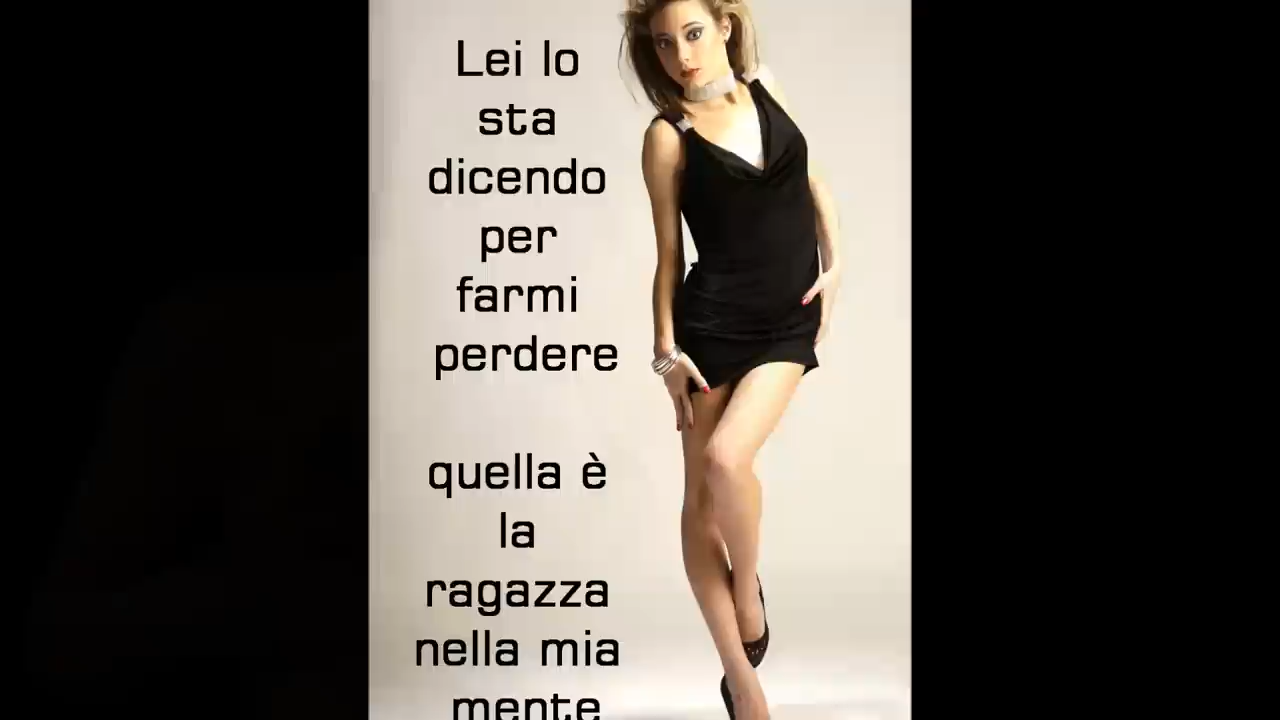 Lei lo
sta
dicendo
per
farmi
perdere
quella è
la
ragazza
nella mia
mente